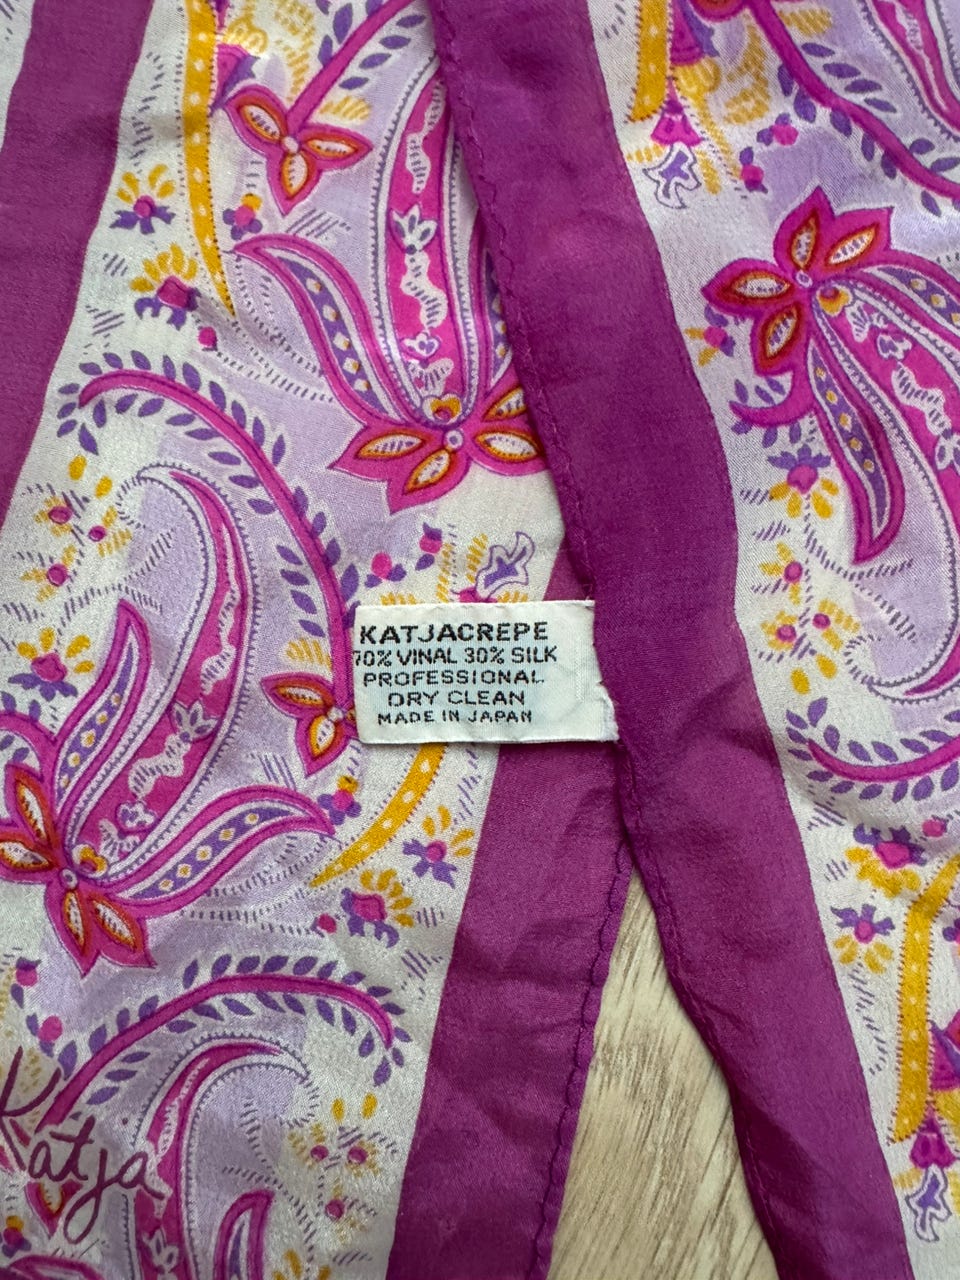 KATJACREPE
70% VINAL 30% SILK
PROFESSIONAL
DRY CLEAN
MADE IN JAPAN
Katja